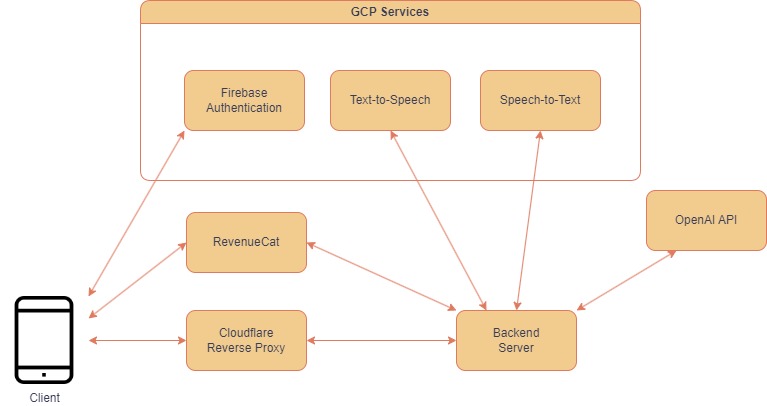 GCP Services
Firebase
Authentication
Text-to-Speech
Speech-to-Text
OpenAI API
RevenueCat
Cloudflare
Reverse Proxy
Backend
Server
Client